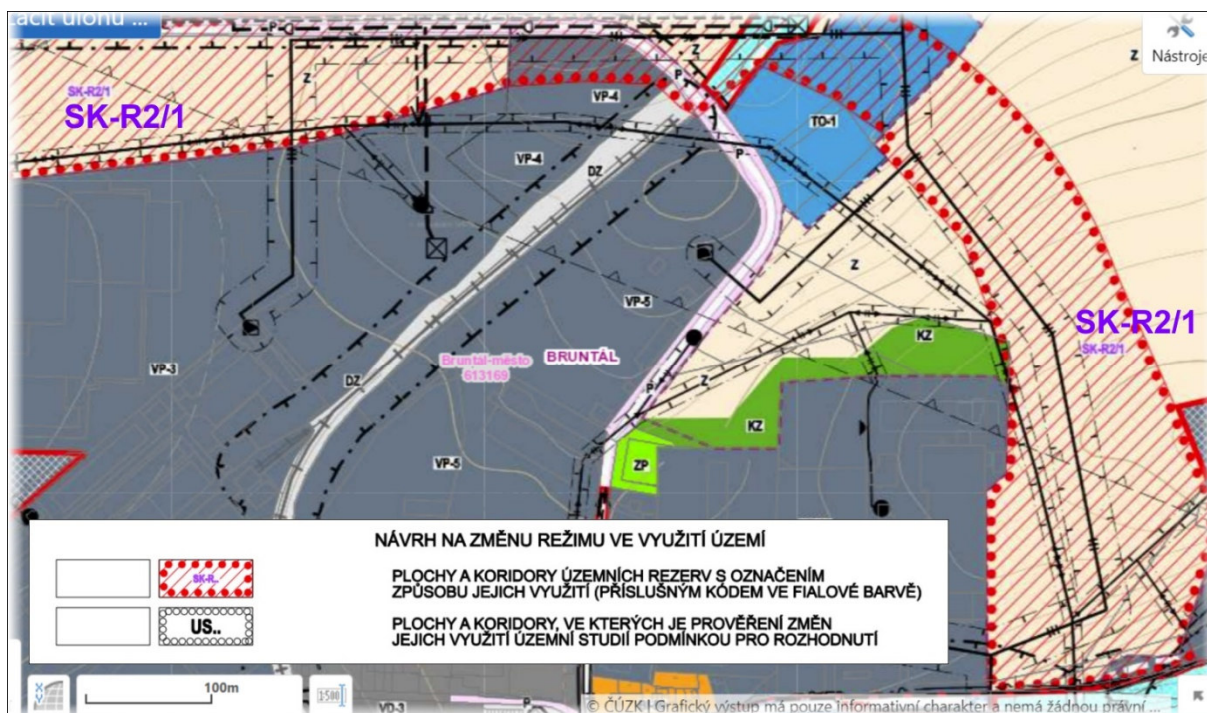 P
Z
Nástroje
Z
Z
SK-R2/1
SK-R2/1
VP-4
P
TO-1
VP-4
P
DZ
Z
VP-5
SK-R2/1
SK-R2/1
KZ
Bruntál-město
613169
BRUNTÁL
VP-3
DZ
P
Z
KZ
VP-5
ZP
NÁVRH NA ZMĚNU REŽIMU VE VYUŽITÍ ÚZEMÍ
SK-R..
PLOCHY A KORIDORY ÚZEMNÍCH REZERV S OZNAČENÍM
ZPŮSOBU JEJICH VYUŽITÍ (PŘÍSLUŠNÝM KÓDEM VE FIALOVÉ BARVĚ)
US..
PLOCHY A KORIDORY, VE KTERÝCH JE PROVĚŘENÍ ZMĚN
JEJICH VYUŽITÍ ÚZEMNÍ STUDIÍ PODMÍNKOU PRO ROZHODNUTÍ
X
Y
100m
1:500
VD-3
P
© ČÚZK | Grafický výstup má pouze informativní charakter a nemá žádnou právní ...